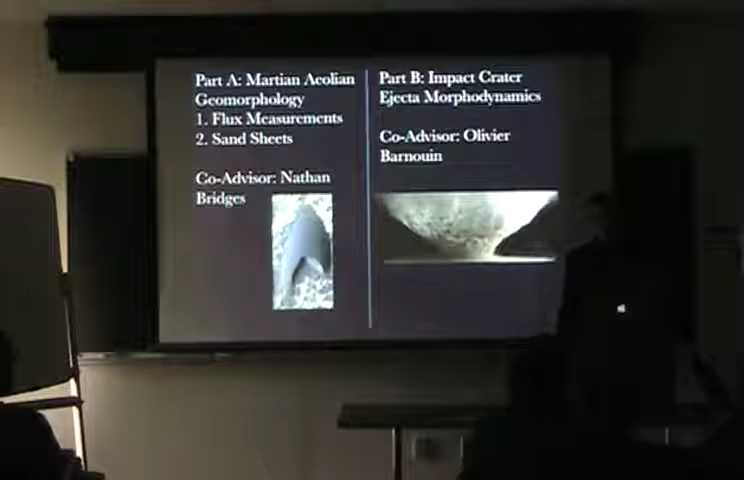 Part A: Martian Aeolian
Geomorphology
1. Flux Measurements
2. Sand Sheets
Co-Advisor: Nathan
Bridges
Part B: Impact Crater
Ejecta Morphodynamics
Co-Advisor: Olivier
Barnouin